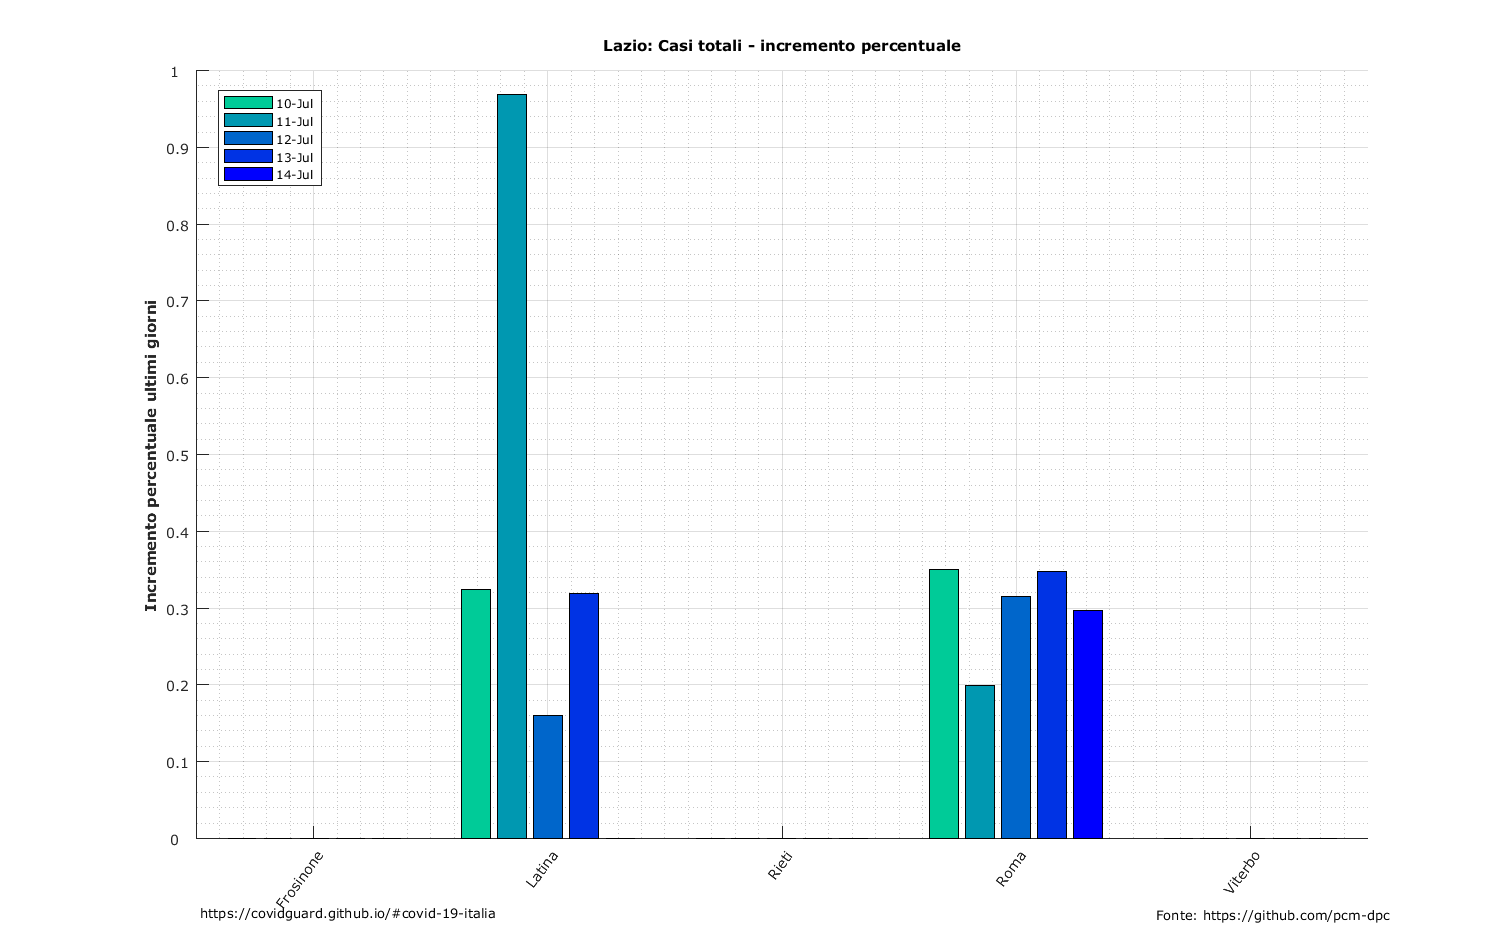 Lazio: Casi totali - incremento percentuale
1
0.9
0.8
0.7
0.6
0.5
0.4
0.3
0.2
0.1
0
Incremento percentuale ultimi giorni
10-Jul
11-Jul
12-Jul
13-Jul
14-Jul
Frosinone
Latina
Rieti
Roma
Viterbo
https://covidguard.github.io/#covid-19-italia
Fonte: https://github.com/pcm-dpc